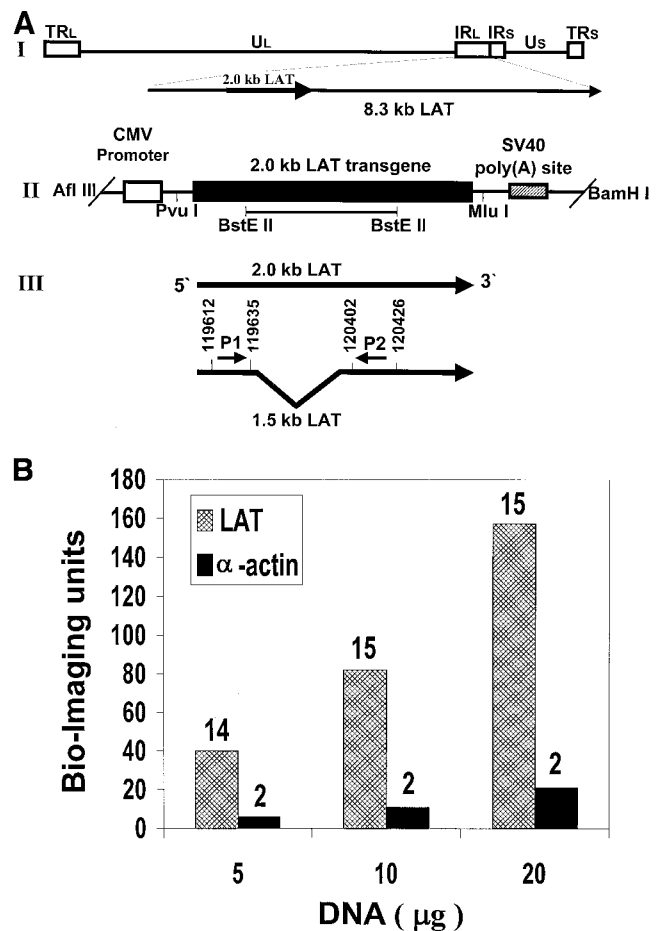 A
I
TRL UL IRL IRS US TRS
2.0 kb LAT
8.3 kb LAT
CMV
Promoter
2.0 kb LAT transgene
SV40
poly(A) site
II
Afl III
BamH I
Pvu I
Mlu I
BstE II BstE II
III
2.0 kb LAT
5` 3`
119612
119635
120402
120426
P1 P2
1.5 kb LAT
B
180
160
140
120
100
80
60
40
20
0
Bio-Imaging units
LAT
α-actin
14
2
15
2
15
2
5 10 20
DNA ( μg )